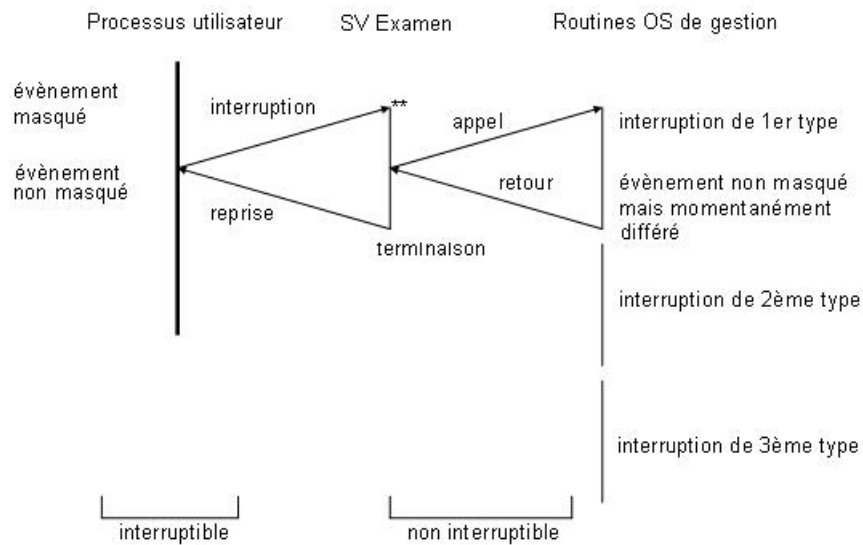 Processus utilisateur
SV Examen
Routines OS de gestion
évènement
masqué
interruption
**
appel
interruption de 1er type
évènement
non masqué
reprise
retour
évènement non masqué
mais momentanément
différé
terminaison
interruption de 2ème type
interruption de 3ème type
interruptible
non interruptible